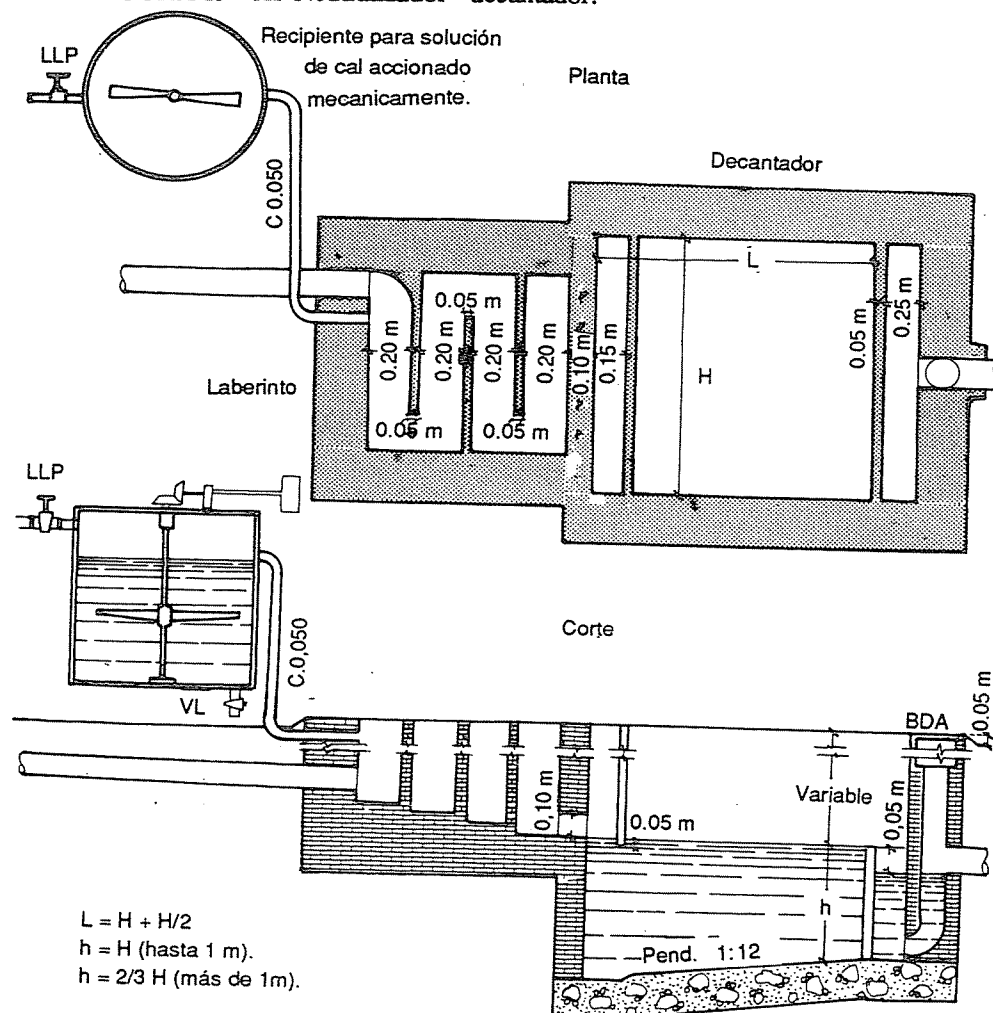 LLP
Recipiente para solución
de cal accionado
mecanicamente.
Planta
Decantador
C 0.050
L
0.05 m
0.20 m
0.20 m
0.20 m
0.20 m
0.10 m
0.15 m
H
0.05 m
0.25 m
Laberinto
0.05 m
0.05 m
LLP
Corte
C.0,050
VL
BDA
0.05 m
Variable
0,10 m
0.05 m
0,05 m
h
L = H + H/2
h = H (hasta 1 m).
h = 2/3 H (más de 1m).
Pend. 1:12